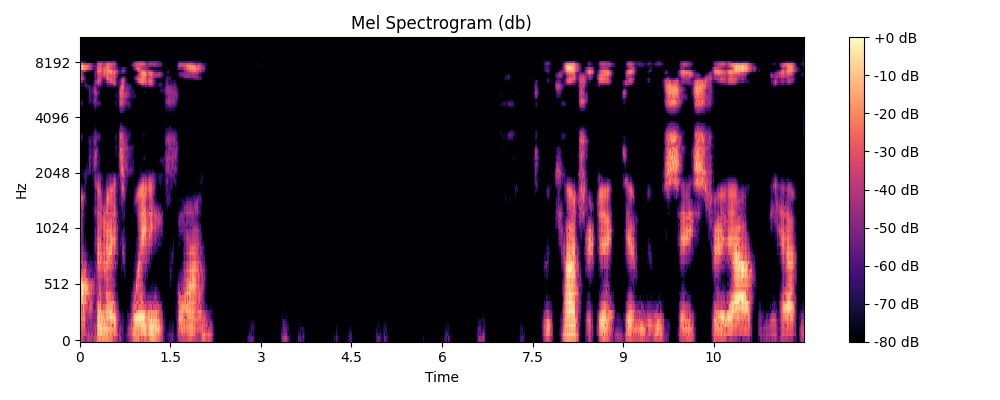 Mel Spectrogram (db)
8192
4096
2048
1024
512
0
Hz
0 1.5 3 4.5 6 7.5 9 10
Time
+0 dB
-10 dB
-20 dB
-30 dB
-40 dB
-50 dB
-60 dB
-70 dB
-80 dB